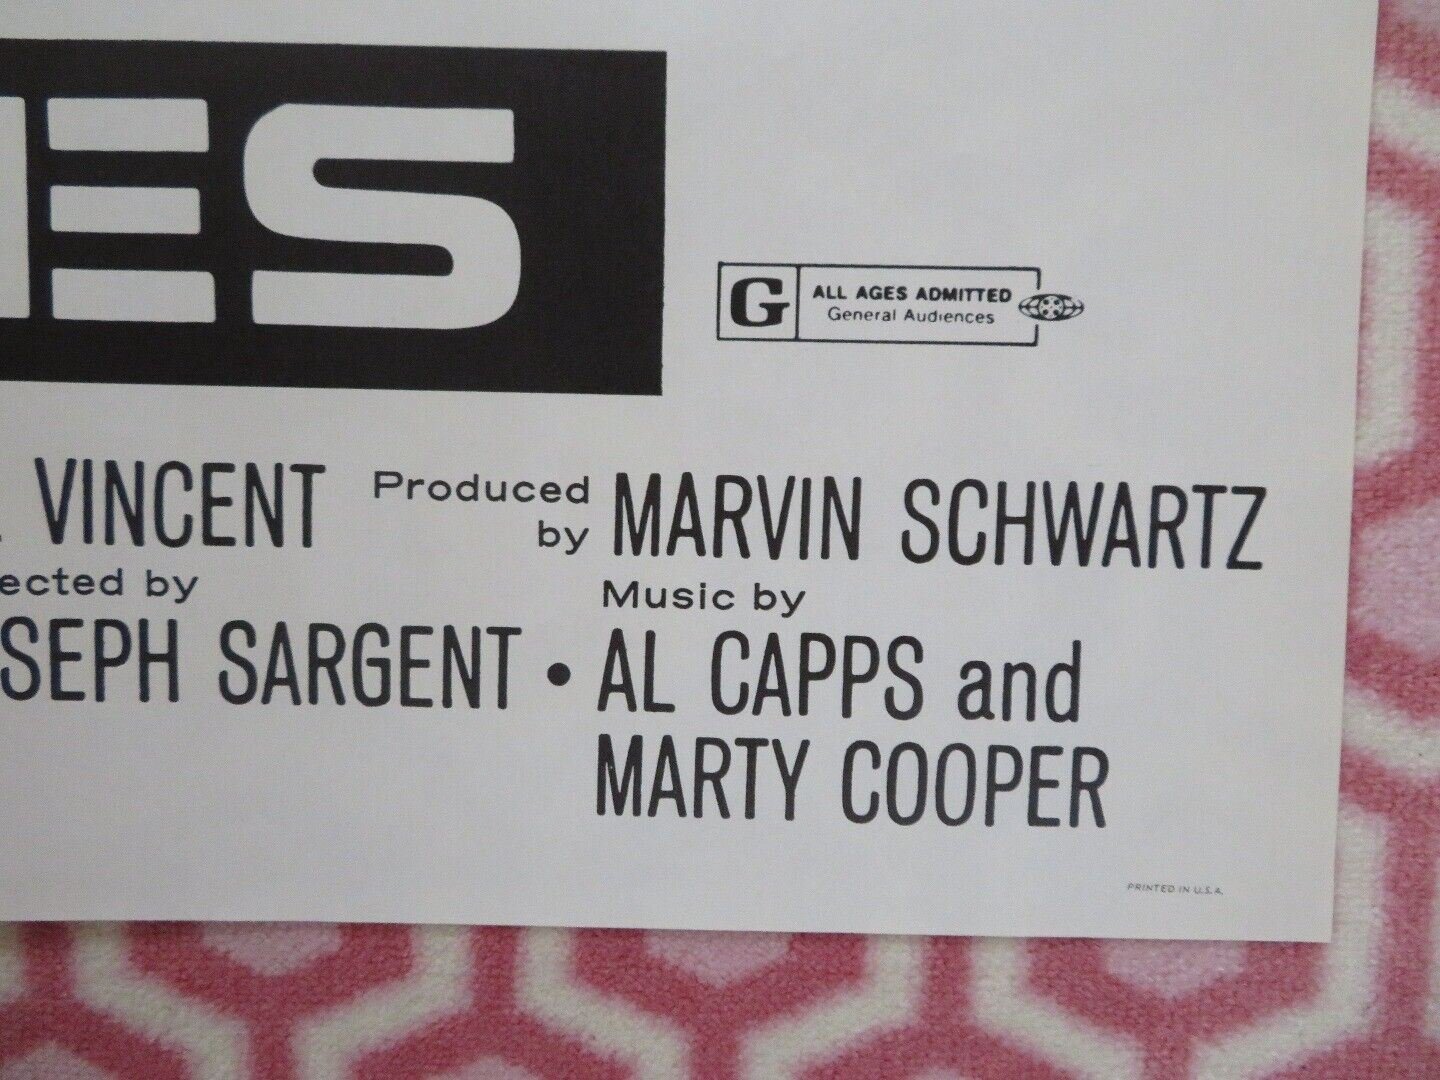 ES
G ALL AGES ADMITTED
General Audiences
VINCENT Produced by MARVIN SCHWARTZ
ected by
SEPH SARGENT • Music by
AL CAPPS and
MARTY COOPER
PRINTED IN U.S.A.